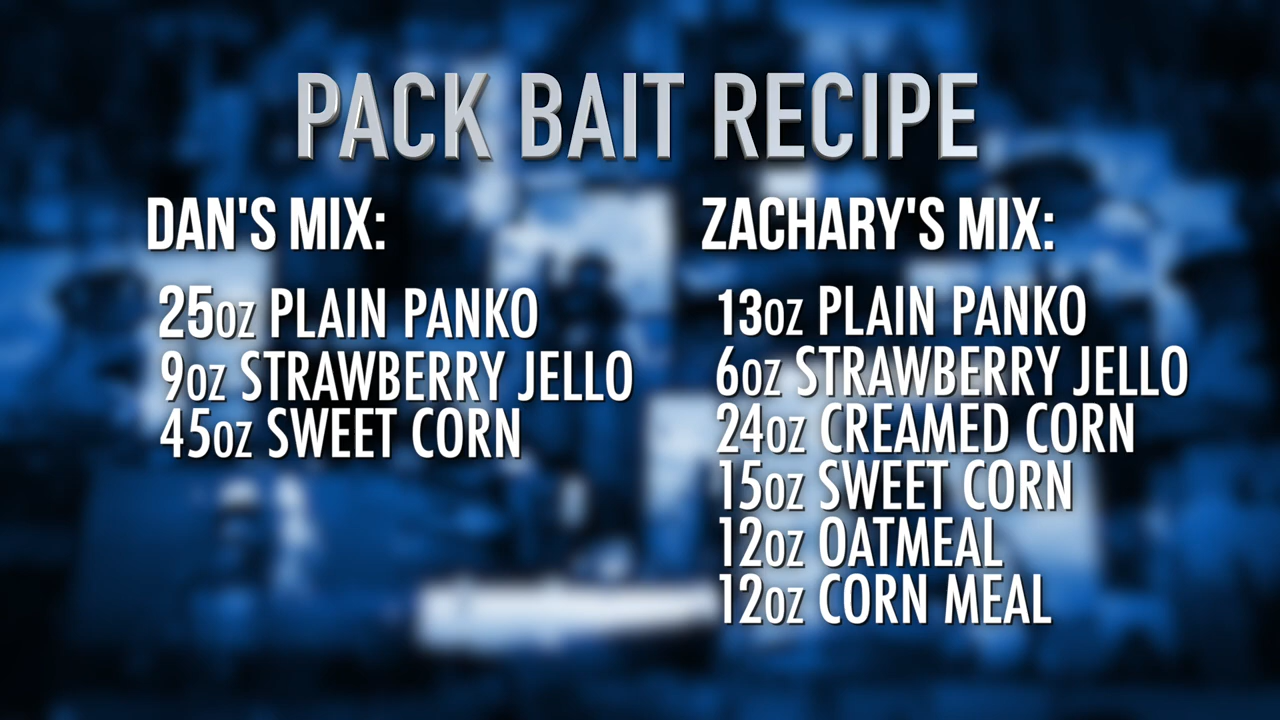 PACK BAIT RECIPE
DAN'S MIX:
25oz PLAIN PANKO
9oz STRAWBERRY JELLO
45oz SWEET CORN
ZACHARY'S MIX:
13oz PLAIN PANKO
6oz STRAWBERRY JELLO
24oz CREAMED CORN
15oz SWEET CORN
12oz OATMEAL
12oz CORN MEAL